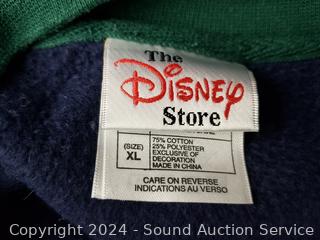 The
DISNEY
Store
(SIZE)
XL
75% COTTON
25% POLYESTER
EXCLUSIVE OF
DECORATION
MADE IN CHINA
CARE ON REVERSE
INDICATIONS AU VERSO
Copyright 2024 - Sound Auction Service